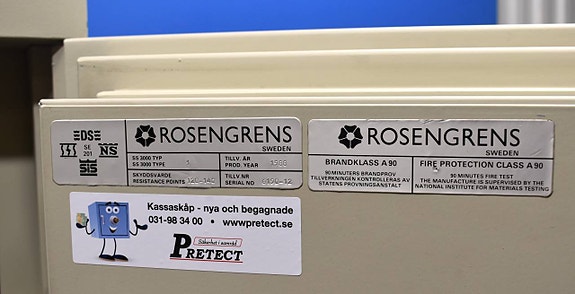 DS
SE
201
NS
SIS
ROSENGRENS
SWEDEN
SS 3000 TYP
SS 3000 TYPE
TILLV. ÅR
PROD. YEAR
SKYDDSVÄRDE
RESISTANCE POINTS
TILLV NR
SERIAL NO
ROSENGRENS
SWEDEN
BRANDKLASS A 90
90 MINUTERS BRANDPROV
TILLVERKNINGEN KONTROLLERAS AV
STATENS PROVNINGSANSTALT
FIRE PROTECTION CLASS A 90
90 MINUTES FIRE TEST
THE MANUFACTURE IS SUPERVISED BY THE
NATIONAL INSTITUTE FOR MATERIALS TESTING
Kassaskåp - nya och begagnade
031-98 34 00 • www.pretect.se
Säkerhet i område
PRETECT